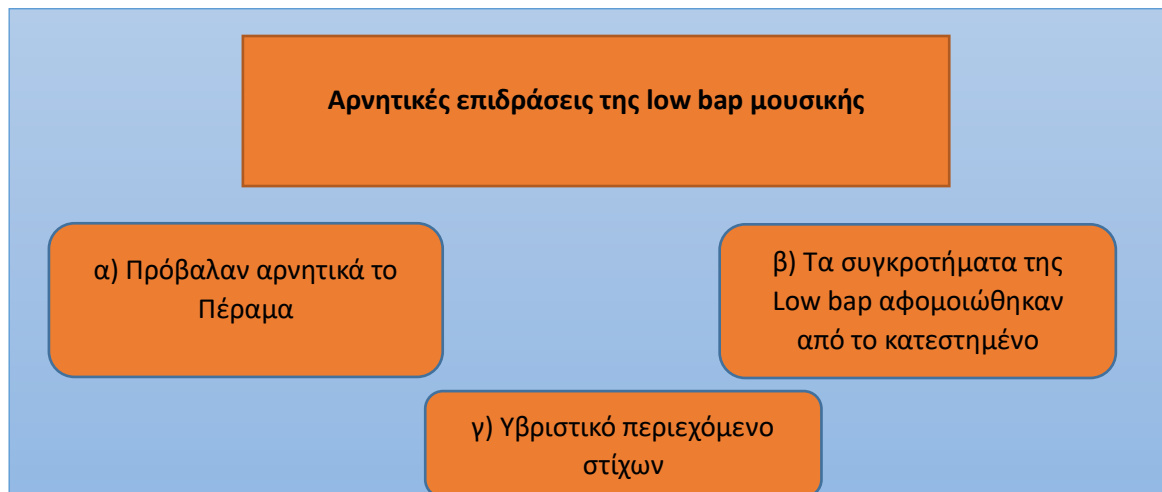 Αρνητικές επιδράσεις της low bap μουσικής
α) Πρόβαλαν αρνητικά το
Πέραμα
β) Τα συγκροτήματα της
Low bap αφομοιώθηκαν
από το κατεστημένο
γ) Υβριστικό περιεχόμενο
στίχων